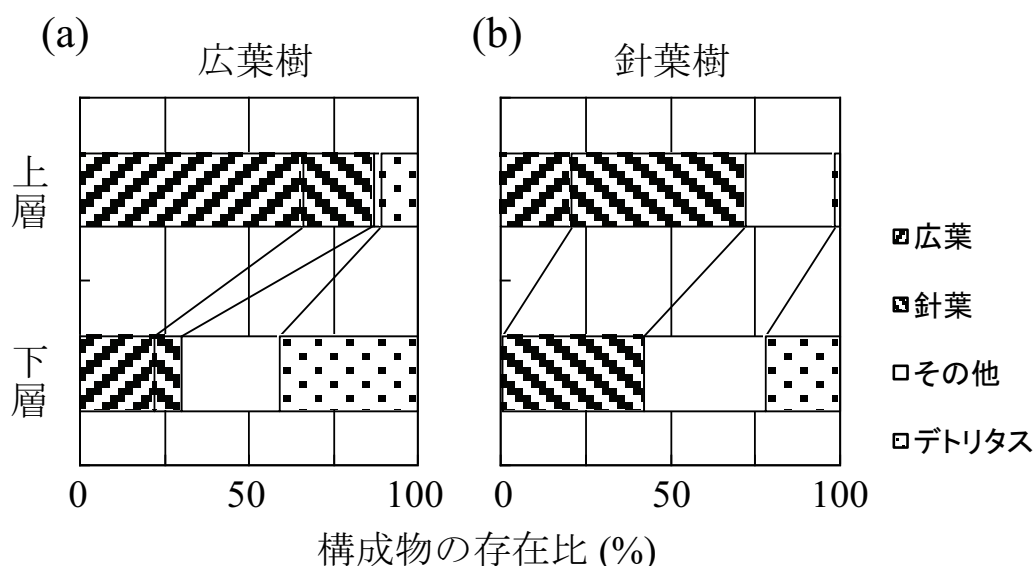 (a)
広葉樹
(b)
針葉樹
上層
下層
0 50 100
0 50 100
構成物の存在比 (%)
広葉
針葉
その他
デトリタス